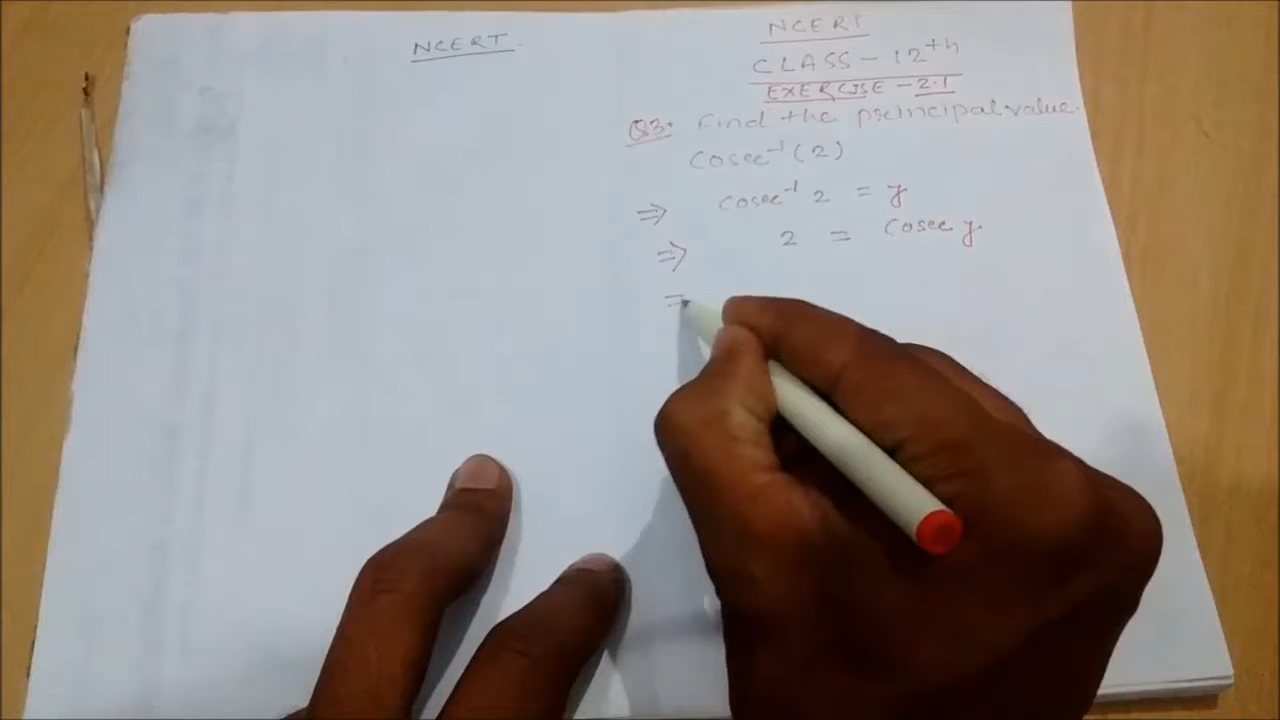 NCERT.
NCERT
CLASS - 12th
EXERCISE - 2.1
Q3. Find the principal value.
Cosec⁻¹(2)
⇒ cosec⁻¹ 2 = y
⇒ 2 = Cosec y.
=